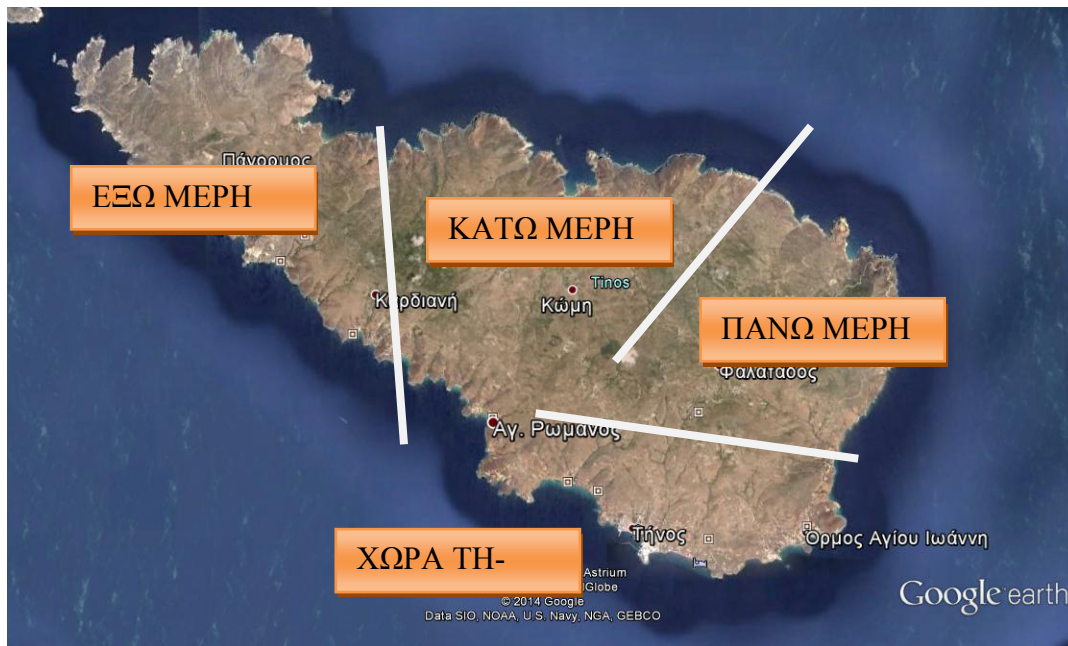 Πάνορμος
ΕΞΩ ΜΕΡΗ
ΚΑΤΩ ΜΕΡΗ
Tinos
Καρδιανή
Κώμη
ΠΑΝΩ ΜΕΡΗ
Φαλατάδος
Αγ. Ρωμανός
Τήνος
Όρμος Αγίου Ιωάννη
ΧΩΡΑ ΤΗ-
Astrium
Globe
© 2014 Google
Data SIO, NOAA, U.S. Navy, NGA, GEBCO
Google earth